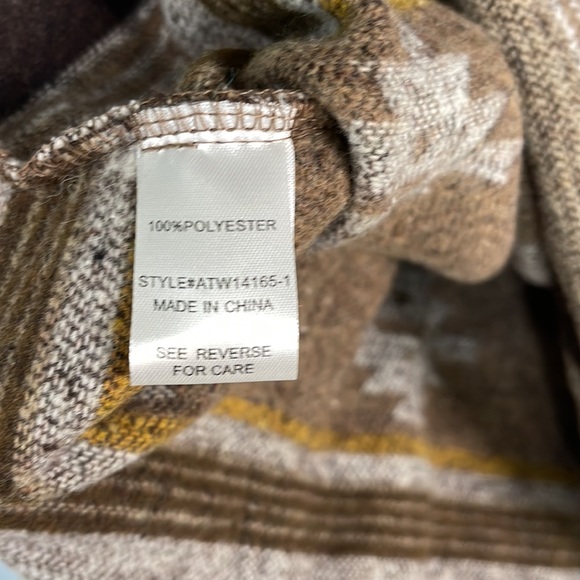 100%POLYESTER
STYLE#ATW14165-1
MADE IN CHINA
SEE REVERSE
FOR CARE